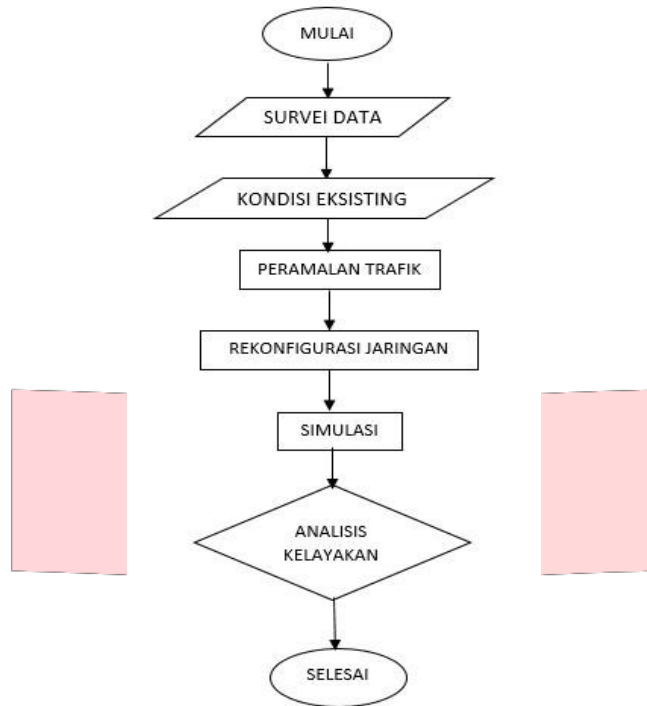 MULAI
SURVEI DATA
KONDISI EKSISTING
PERAMALAN TRAFIK
REKONFIGURASI JARINGAN
SIMULASI
ANALISIS
KELAYAKAN
SELESAI